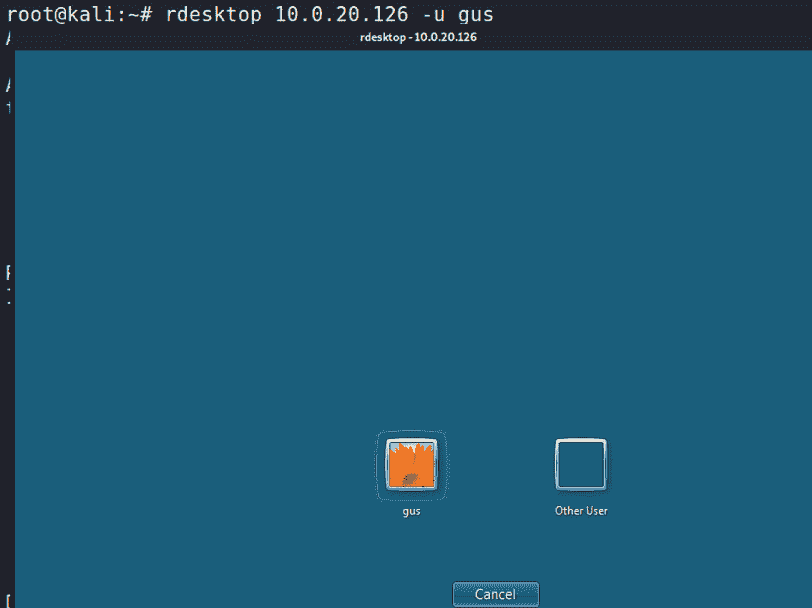 root@kali:~# rdesktop 10.0.20.126 -u gus
rdesktop - 10.0.20.126
gus
Other User
Cancel